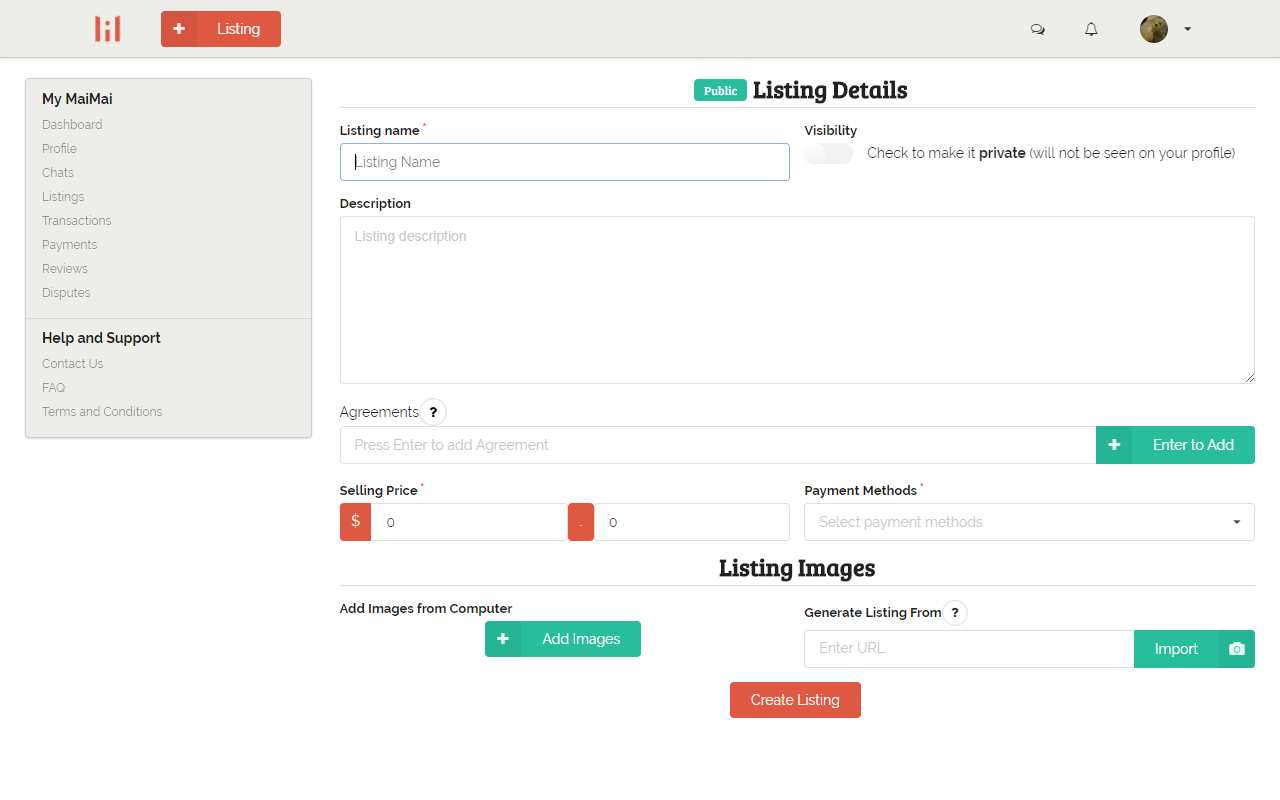 Listing
My MaiMai
Dashboard
Profile
Chats
Listings
Transactions
Payments
Reviews
Disputes
Help and Support
Contact Us
FAQ
Terms and Conditions
Public Listing Details
Listing name *
Listing Name
Visibility
Check to make it private (will not be seen on your profile)
Description
Listing description
Agreements ?
Press Enter to add Agreement
Enter to Add
Selling Price *
$ 0 . 0
Payment Methods *
Select payment methods
Listing Images
Add Images from Computer
Add Images
Generate Listing From ?
Enter URL
Import
Create Listing